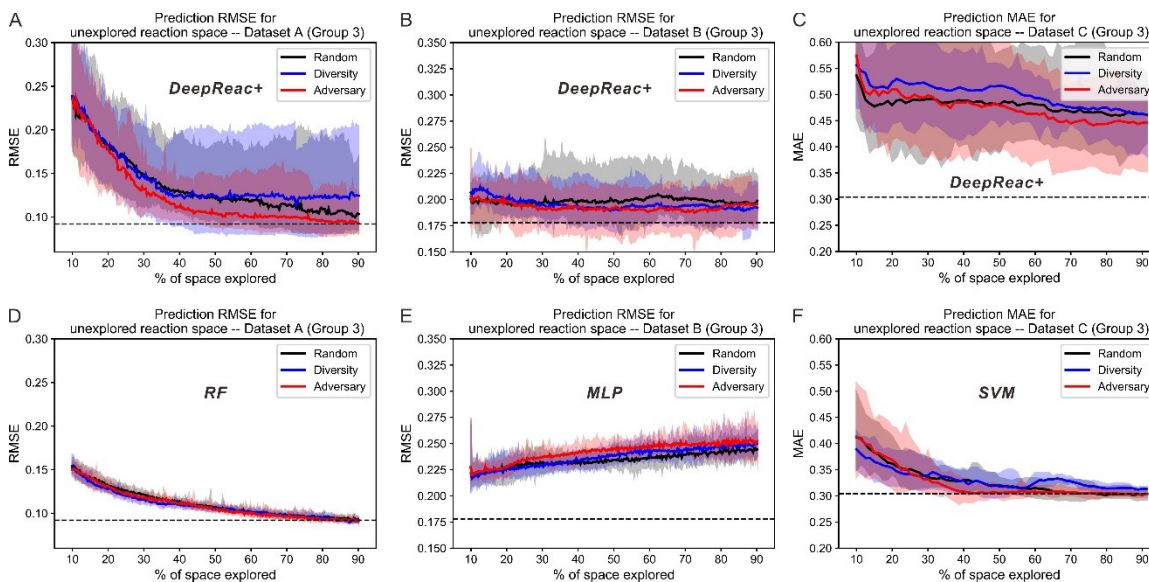 A
Prediction RMSE for
unexplored reaction space -- Dataset A (Group 3)
0.30
0.25
0.20
0.15
0.10
RMSE
DeepReac+
Random
Diversity
Adversary
10 20 30 40 50 60 70 80 90
% of space explored
B
Prediction RMSE for
unexplored reaction space -- Dataset B (Group 3)
0.350
0.325
0.300
0.275
0.250
0.225
0.200
0.175
0.150
RMSE
DeepReac+
Random
Diversity
Adversary
10 20 30 40 50 60 70 80 90
% of space explored
C
Prediction MAE for
unexplored reaction space -- Dataset C (Group 3)
0.60
0.55
0.50
0.45
0.40
0.35
0.30
0.25
0.20
MAE
DeepReac+
Random
Diversity
Adversary
10 20 30 40 50 60 70 80 90
% of space explored
D
Prediction RMSE for
unexplored reaction space -- Dataset A (Group 3)
0.30
0.25
0.20
0.15
0.10
RMSE
RF
Random
Diversity
Adversary
10 20 30 40 50 60 70 80 90
% of space explored
E
Prediction RMSE for
unexplored reaction space -- Dataset B (Group 3)
0.350
0.325
0.300
0.275
0.250
0.225
0.200
0.175
0.150
RMSE
MLP
Random
Diversity
Adversary
10 20 30 40 50 60 70 80 90
% of space explored
F
Prediction MAE for
unexplored reaction space -- Dataset C (Group 3)
0.60
0.55
0.50
0.45
0.40
0.35
0.30
0.25
0.20
MAE
SVM
Random
Diversity
Adversary
10 20 30 40 50 60 70 80 90
% of space explored